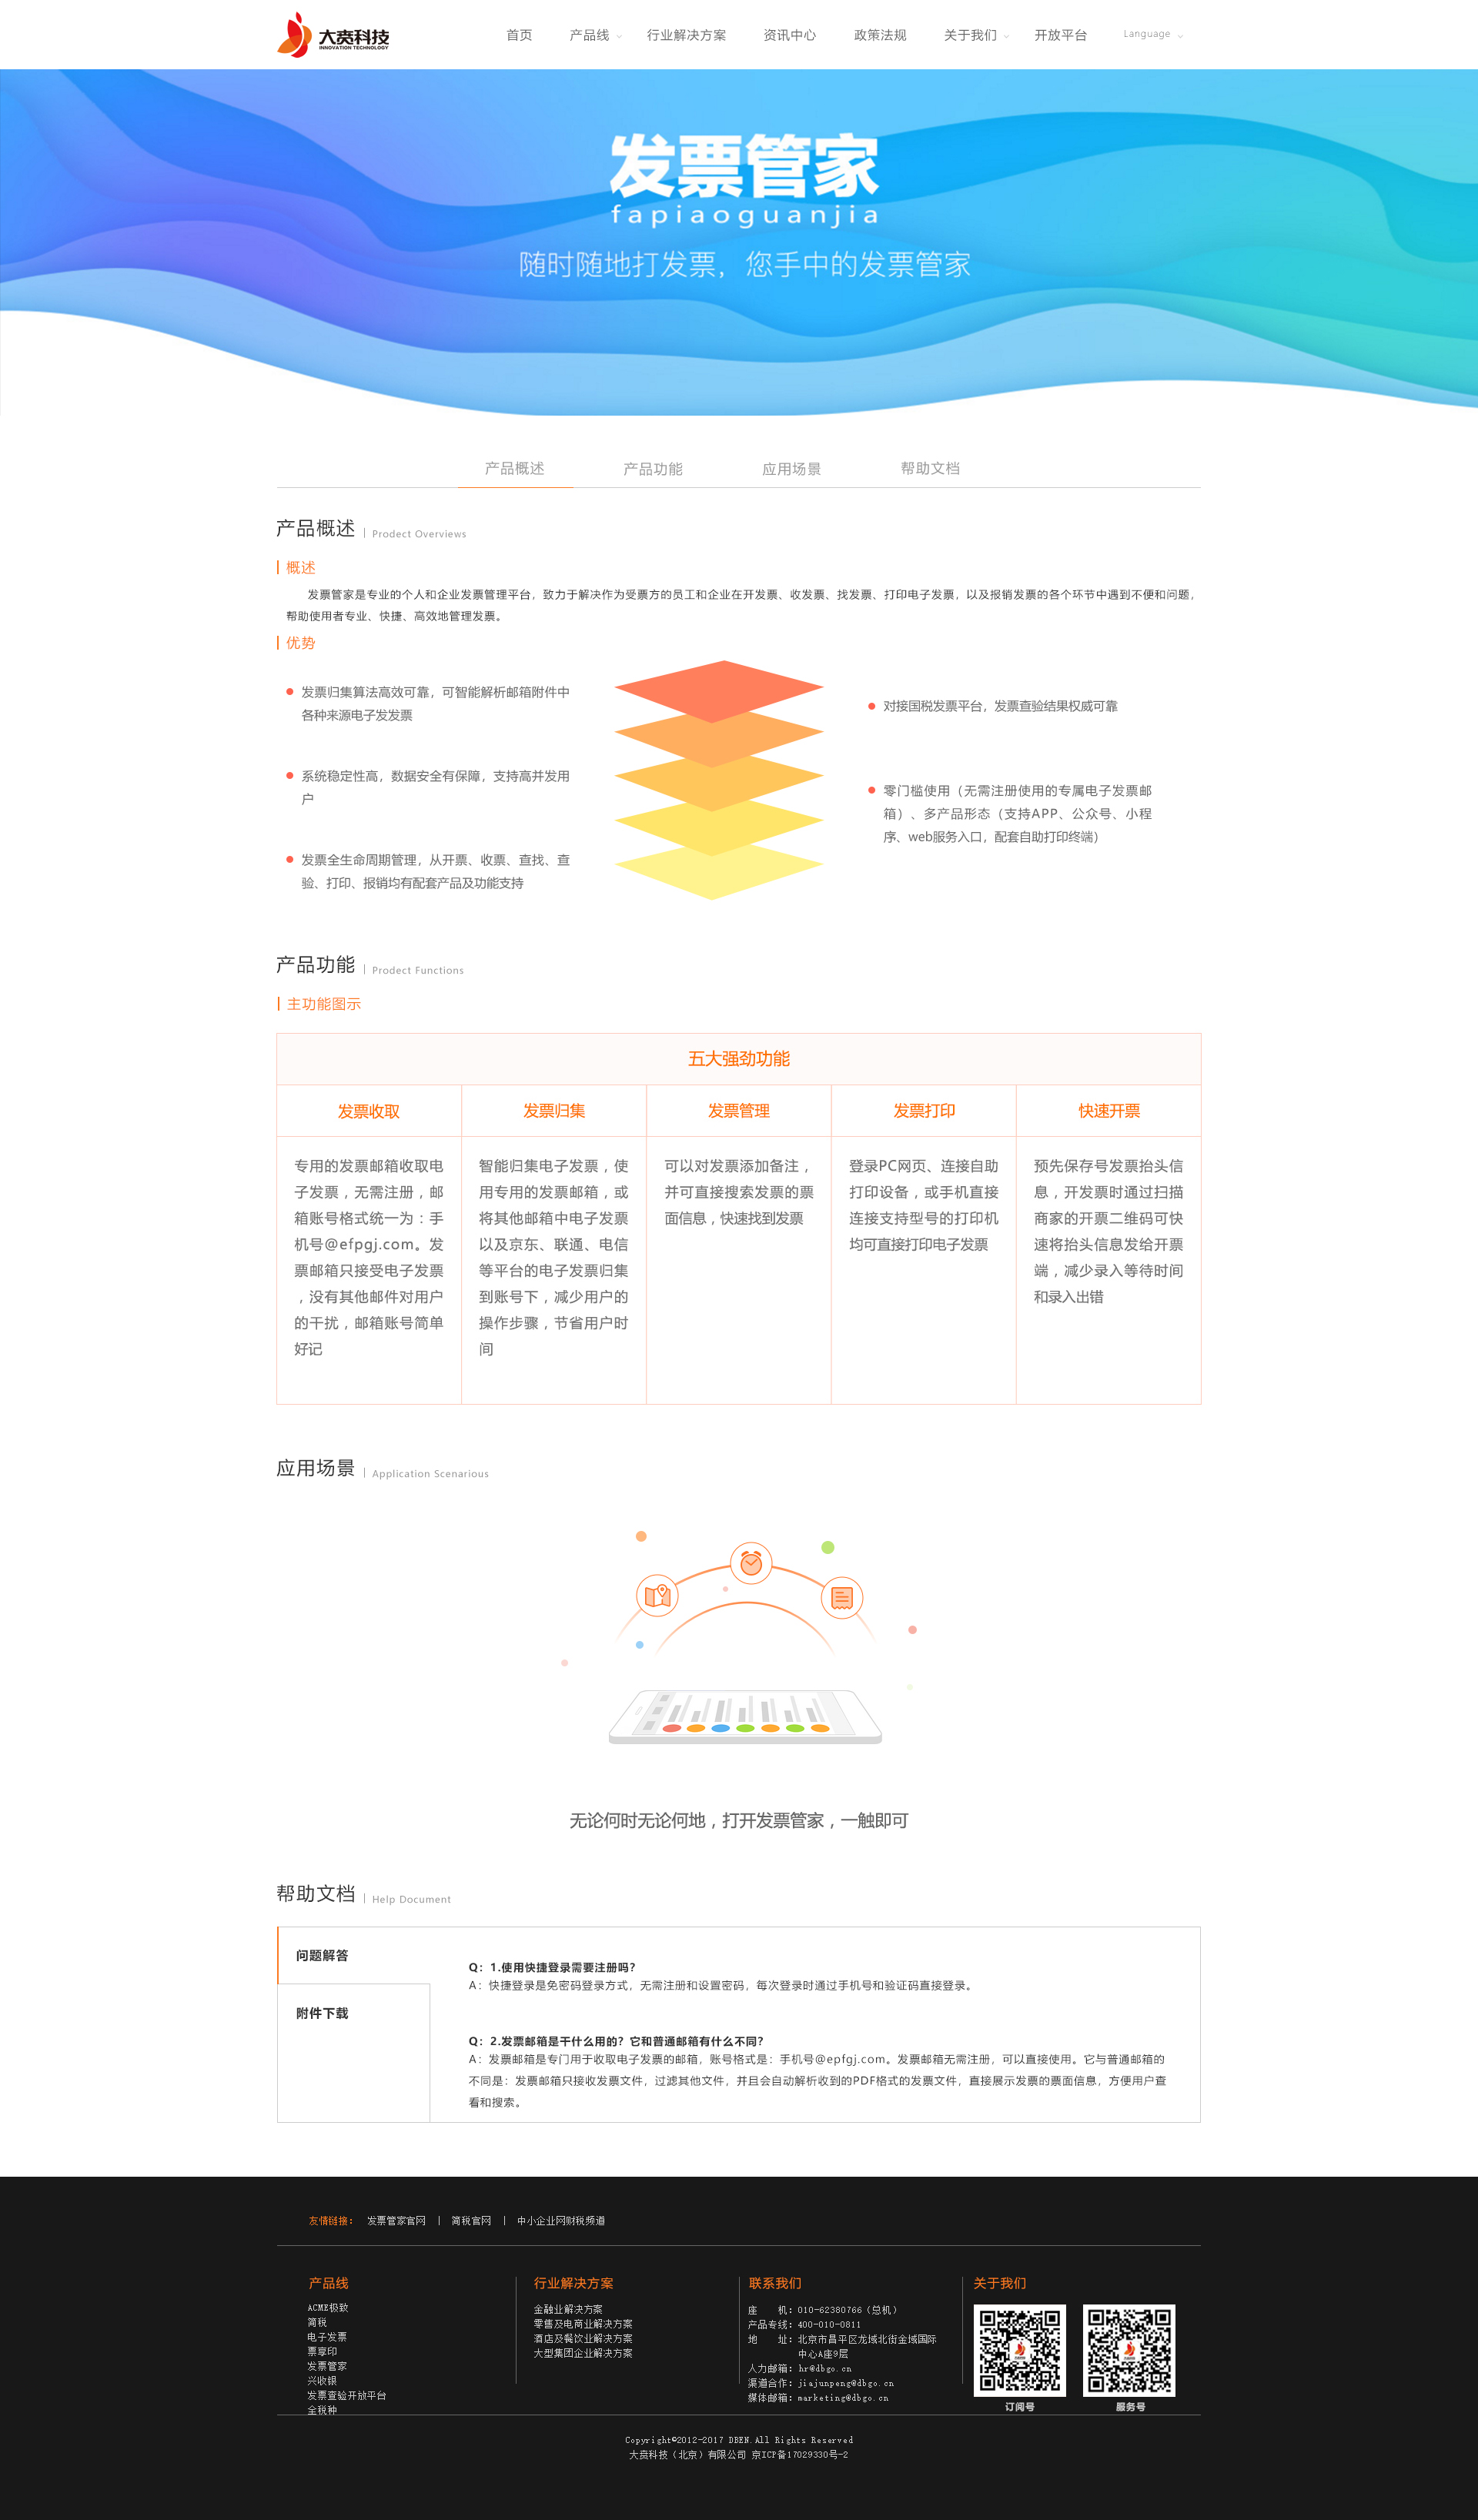 大贲科技
INNOVATION TECHNOLOGY
首页 产品线 行业解决方案 资讯中心 政策法规 关于我们 开放平台 Language
发票管家
fapiaoguanjia
随时随地打发票，您手中的发票管家
产品概述 产品功能 应用场景 帮助文档
产品概述 | Prodect Overviews
概述
发票管家是专业的个人和企业发票管理平台，致力于解决作为受票方的员工和企业在开发票、收发票、找发票、打印电子发票，以及报销发票的各个环节中遇到不便和问题，
帮助使用者专业、快捷、高效地管理发票。
优势
发票归集算法高效可靠，可智能解析邮箱附件中
各种来源电子发发票
系统稳定性高，数据安全有保障，支持高并发用
户
发票全生命周期管理，从开票、收票、查找、查
验、打印、报销均有配套产品及功能支持
对接国税发票平台，发票查验结果权威可靠
零门槛使用（无需注册使用的专属电子发票邮
箱）、多产品形态（支持APP、公众号、小程
序、web服务入口，配套自助打印终端）
产品功能 | Prodect Functions
主功能图示
五大强劲功能
发票收取
专用的发票邮箱收取电
子发票，无需注册，邮
箱账号格式统一为：手
机号@efpgj.com。发
票邮箱只接受电子发票
，没有其他邮件对用户
的干扰，邮箱账号简单
好记
发票归集
智能归集电子发票，使
用专用的发票邮箱，或
将其他邮箱中电子发票
以及京东、联通、电信
等平台的电子发票归集
到账号下，减少用户的
操作步骤，节省用户时
间
发票管理
可以对发票添加备注，
并可直接搜索发票的票
面信息，快速找到发票
发票打印
登录PC网页、连接自助
打印设备，或手机直接
连接支持型号的打印机
均可直接打印电子发票
快速开票
预先保存号发票抬头信
息，开发票时通过扫描
商家的开票二维码可快
速将抬头信息发给开票
端，减少录入等待时间
和录入出错
应用场景 | Application Scenarious
无论何时无论何地，打开发票管家，一触即可
帮助文档 | Help Document
问题解答
附件下载
Q：1.使用快捷登录需要注册吗？
A：快捷登录是免密码登录方式，无需注册和设置密码，每次登录时通过手机号和验证码直接登录。
Q：2.发票邮箱是干什么用的？它和普通邮箱有什么不同？
A：发票邮箱是专门用于收取电子发票的邮箱，账号格式是：手机号@epfgj.com。发票邮箱无需注册，可以直接使用。它与普通邮箱的
不同是：发票邮箱只接收发票文件，过滤其他文件，并且会自动解析收到的PDF格式的发票文件，直接展示发票的票面信息，方便用户查
看和搜索。
友情链接： 发票管家官网 | 简税官网 | 中小企业网财税频道
产品线
ACME极致
简税
电子发票
票享印
发票管家
兴收银
发票查验开放平台
全税种
行业解决方案
金融业解决方案
零售及电商业解决方案
酒店及餐饮业解决方案
大型集团企业解决方案
联系我们
座 机：010-62380766（总机）
产品专线：400-010-0811
地 址：北京市昌平区龙域北街金域国际
中心A座9层
人力邮箱：hr@dbgo.cn
渠道合作：jiajunpeng@dbgo.cn
媒体邮箱：marketing@dbgo.cn
关于我们
订阅号 服务号
Copyright©2012-2017 DBEN.All Rights Reserved
大贲科技（北京）有限公司 京ICP备17029330号-2